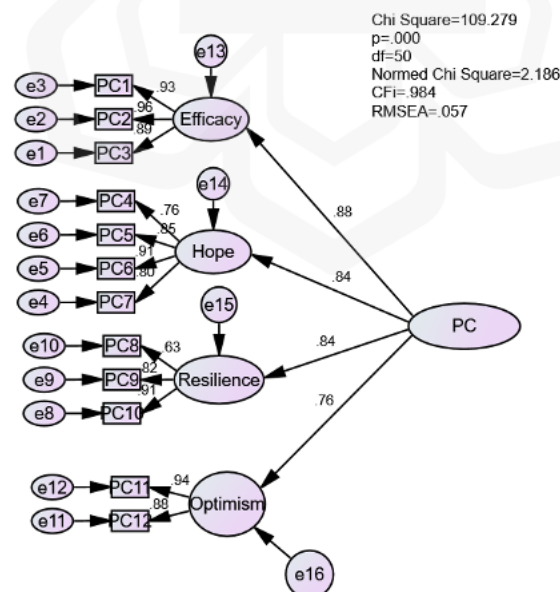 Chi Square=109.279
p=.000
df=50
Normed Chi Square=2.186
CFi=.984
RMSEA=.057
e13
e3 PC1 .93
e2 PC2 .96 Efficacy
e1 PC3 .89
.88
e14
e7 PC4 .76
e6 PC5 .85
Hope
e5 PC6 .91
.84
e4 PC7 .80
e15
PC
e10 PC8 .63
.84
e9 PC9 .82 Resilience
e8 PC10 .91
.76
e12 PC11 .94
Optimism
e11 PC12 .88
e16